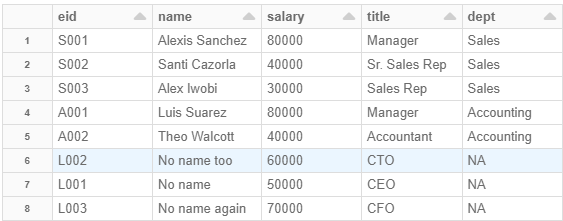 eid name salary title dept
1 S001 Alexis Sanchez 80000 Manager Sales
2 S002 Santi Cazorla 40000 Sr. Sales Rep Sales
3 S003 Alex Iwobi 30000 Sales Rep Sales
4 A001 Luis Suarez 80000 Manager Accounting
5 A002 Theo Walcott 40000 Accountant Accounting
6 L002 No name too 60000 CTO NA
7 L001 No name 50000 CEO NA
8 L003 No name again 70000 CFO NA